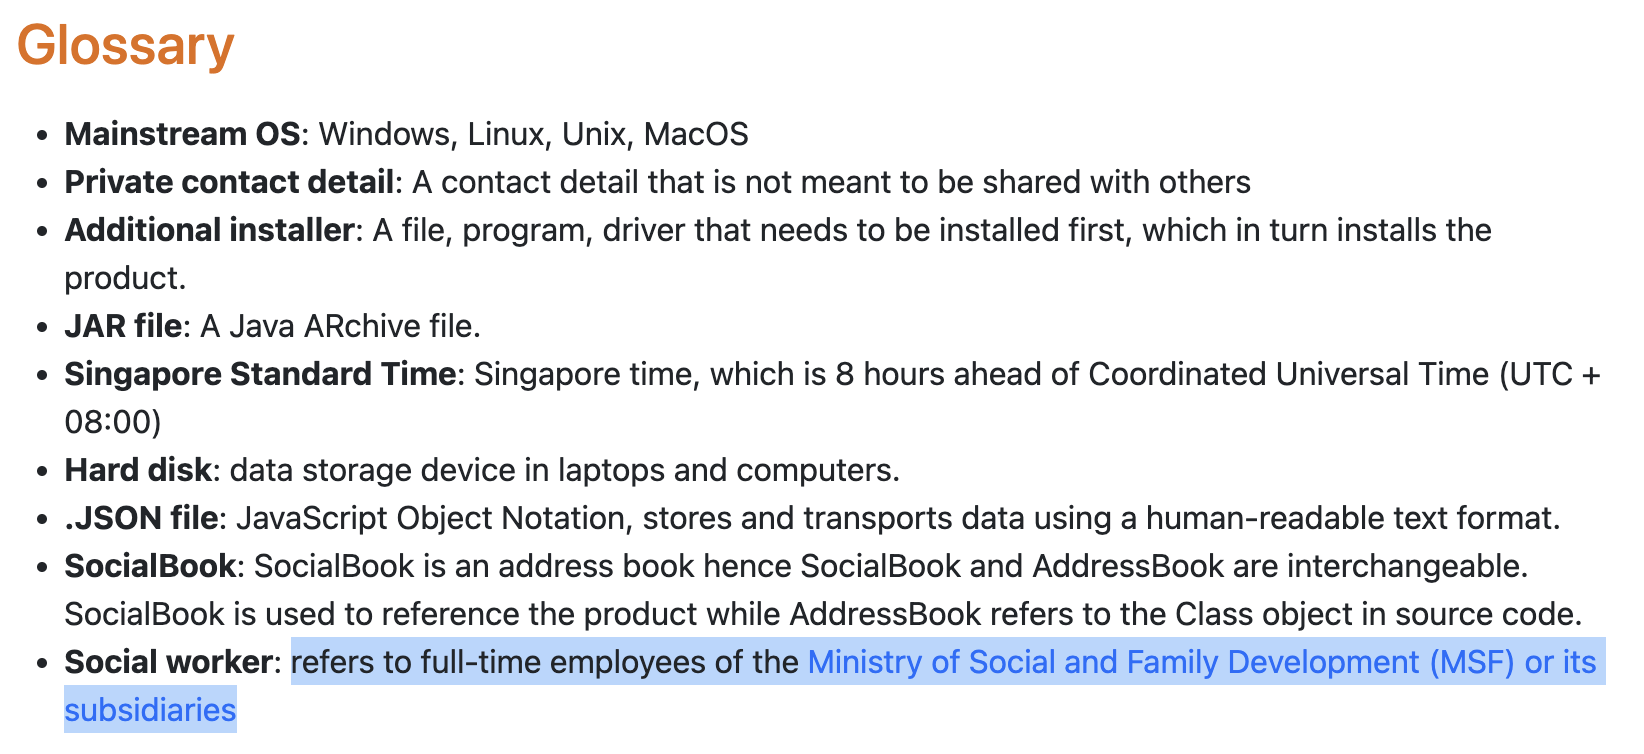 Glossary
• Mainstream OS: Windows, Linux, Unix, MacOS
• Private contact detail: A contact detail that is not meant to be shared with others
• Additional installer: A file, program, driver that needs to be installed first, which in turn installs the
product.
• JAR file: A Java ARchive file.
• Singapore Standard Time: Singapore time, which is 8 hours ahead of Coordinated Universal Time (UTC +
08:00)
• Hard disk: data storage device in laptops and computers.
• .JSON file: JavaScript Object Notation, stores and transports data using a human-readable text format.
• SocialBook: SocialBook is an address book hence SocialBook and AddressBook are interchangeable.
SocialBook is used to reference the product while AddressBook refers to the Class object in source code.
• Social worker: refers to full-time employees of the Ministry of Social and Family Development (MSF) or its
subsidiaries